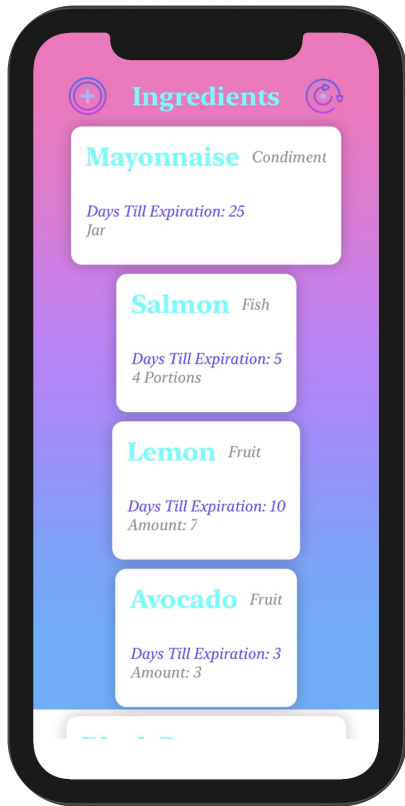 Ingredients
Mayonnaise Condiment
Days Till Expiration: 25
Jar
Salmon Fish
Days Till Expiration: 5
4 Portions
Lemon Fruit
Days Till Expiration: 10
Amount: 7
Avocado Fruit
Days Till Expiration: 3
Amount: 3